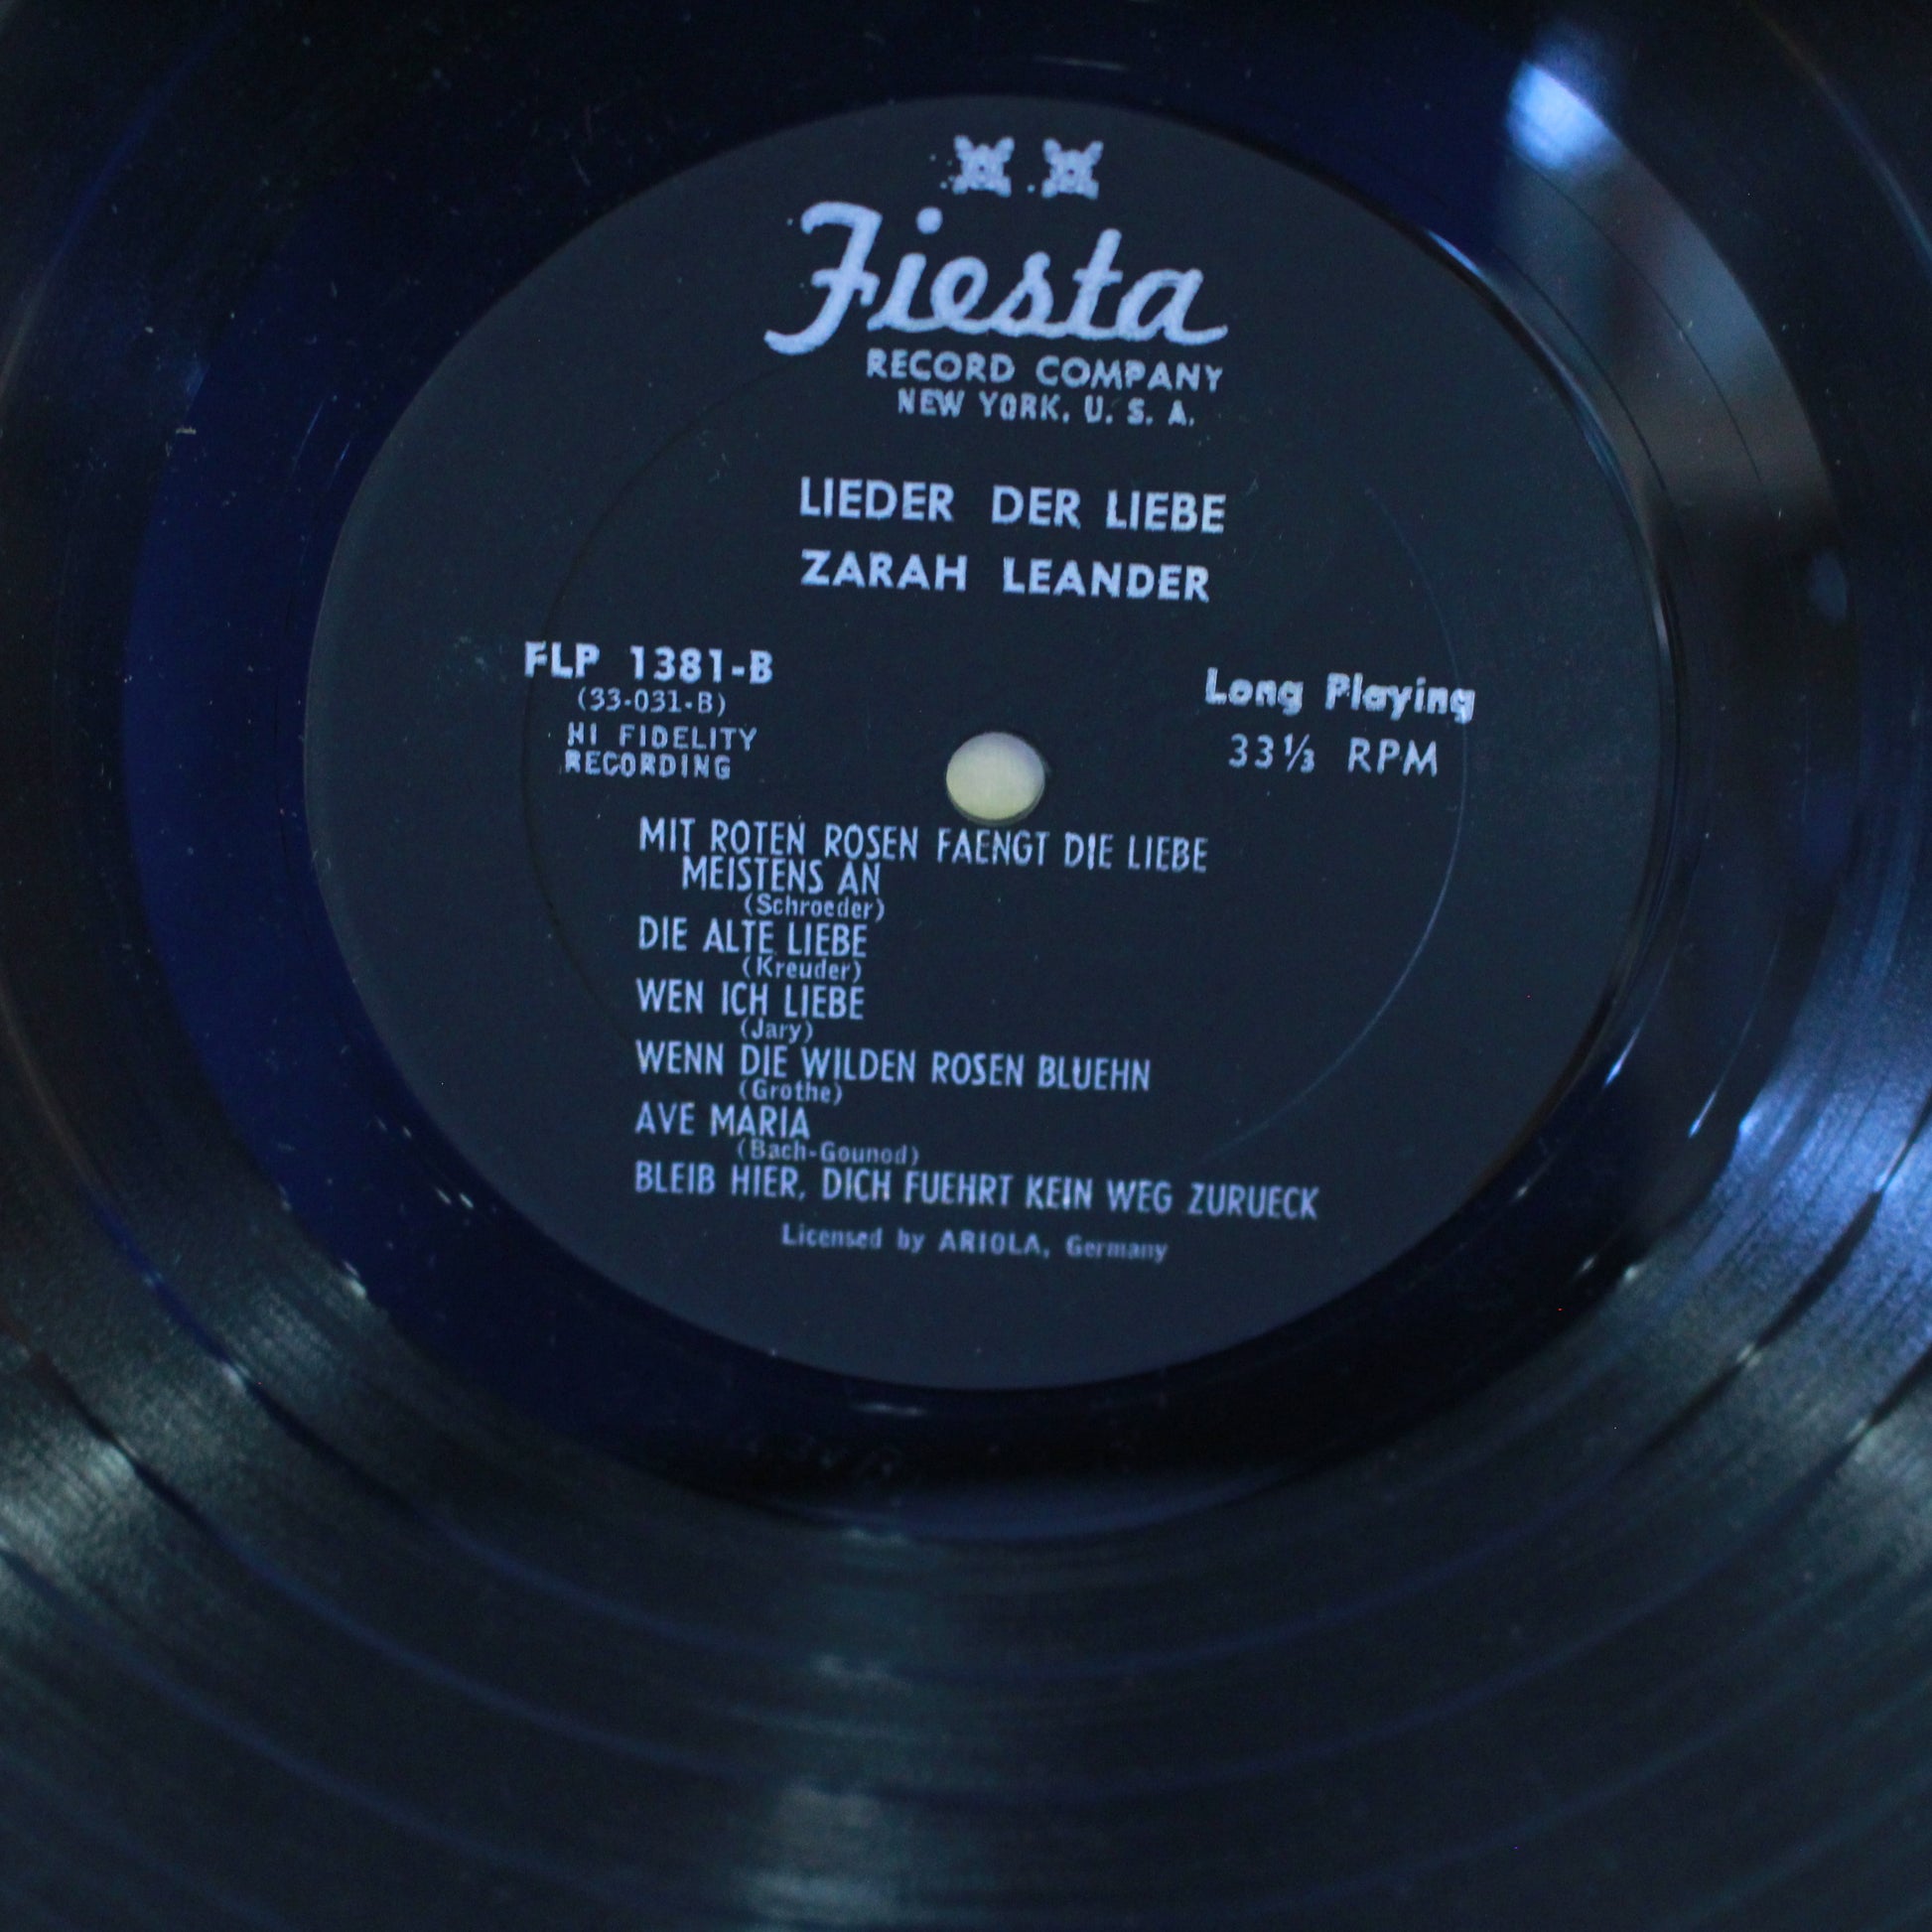 Fiesta
RECORD COMPANY
NEW YORK, U. S. A.
LIEDER DER LIEBE
ZARAH LEANDER
FLP 1381-B
(33-031-B)
HI FIDELITY
RECORDING
Long Playing
33⅓ RPM
MIT ROTEN ROSEN FAENGT DIE LIEBE
MEISTENS AN
(Schroeder)
DIE ALTE LIEBE
(Kreuder)
WEN ICH LIEBE
(Jary)
WENN DIE WILDEN ROSEN BLUEHN
(Grothe)
AVE MARIA
(Bach-Gounod)
BLEIB HIER, DICH FUEHRT KEIN WEG ZURUECK
Licensed by ARIOLA, Germany